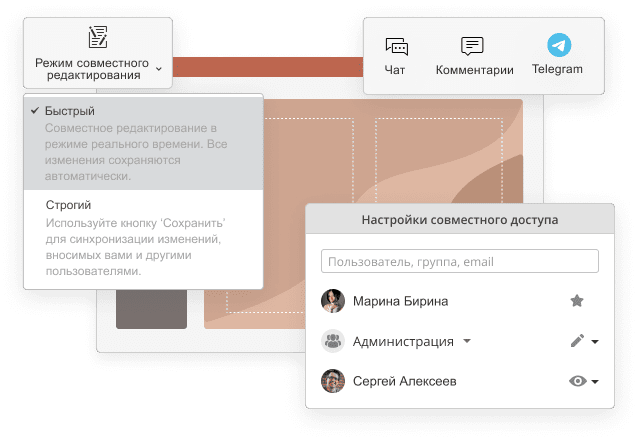 Режим совместного
редактирования
Быстрый
Совместное редактирование в
режиме реального времени. Все
изменения сохраняются
автоматически.
Строгий
Используйте кнопку 'Сохранить'
для синхронизации изменений,
вносимых вами и другими
пользователями.
Чат
Комментарии
Telegram
Настройки совместного доступа
Пользователь, группа, email
Марина Бирина
Администрация
Сергей Алексеев